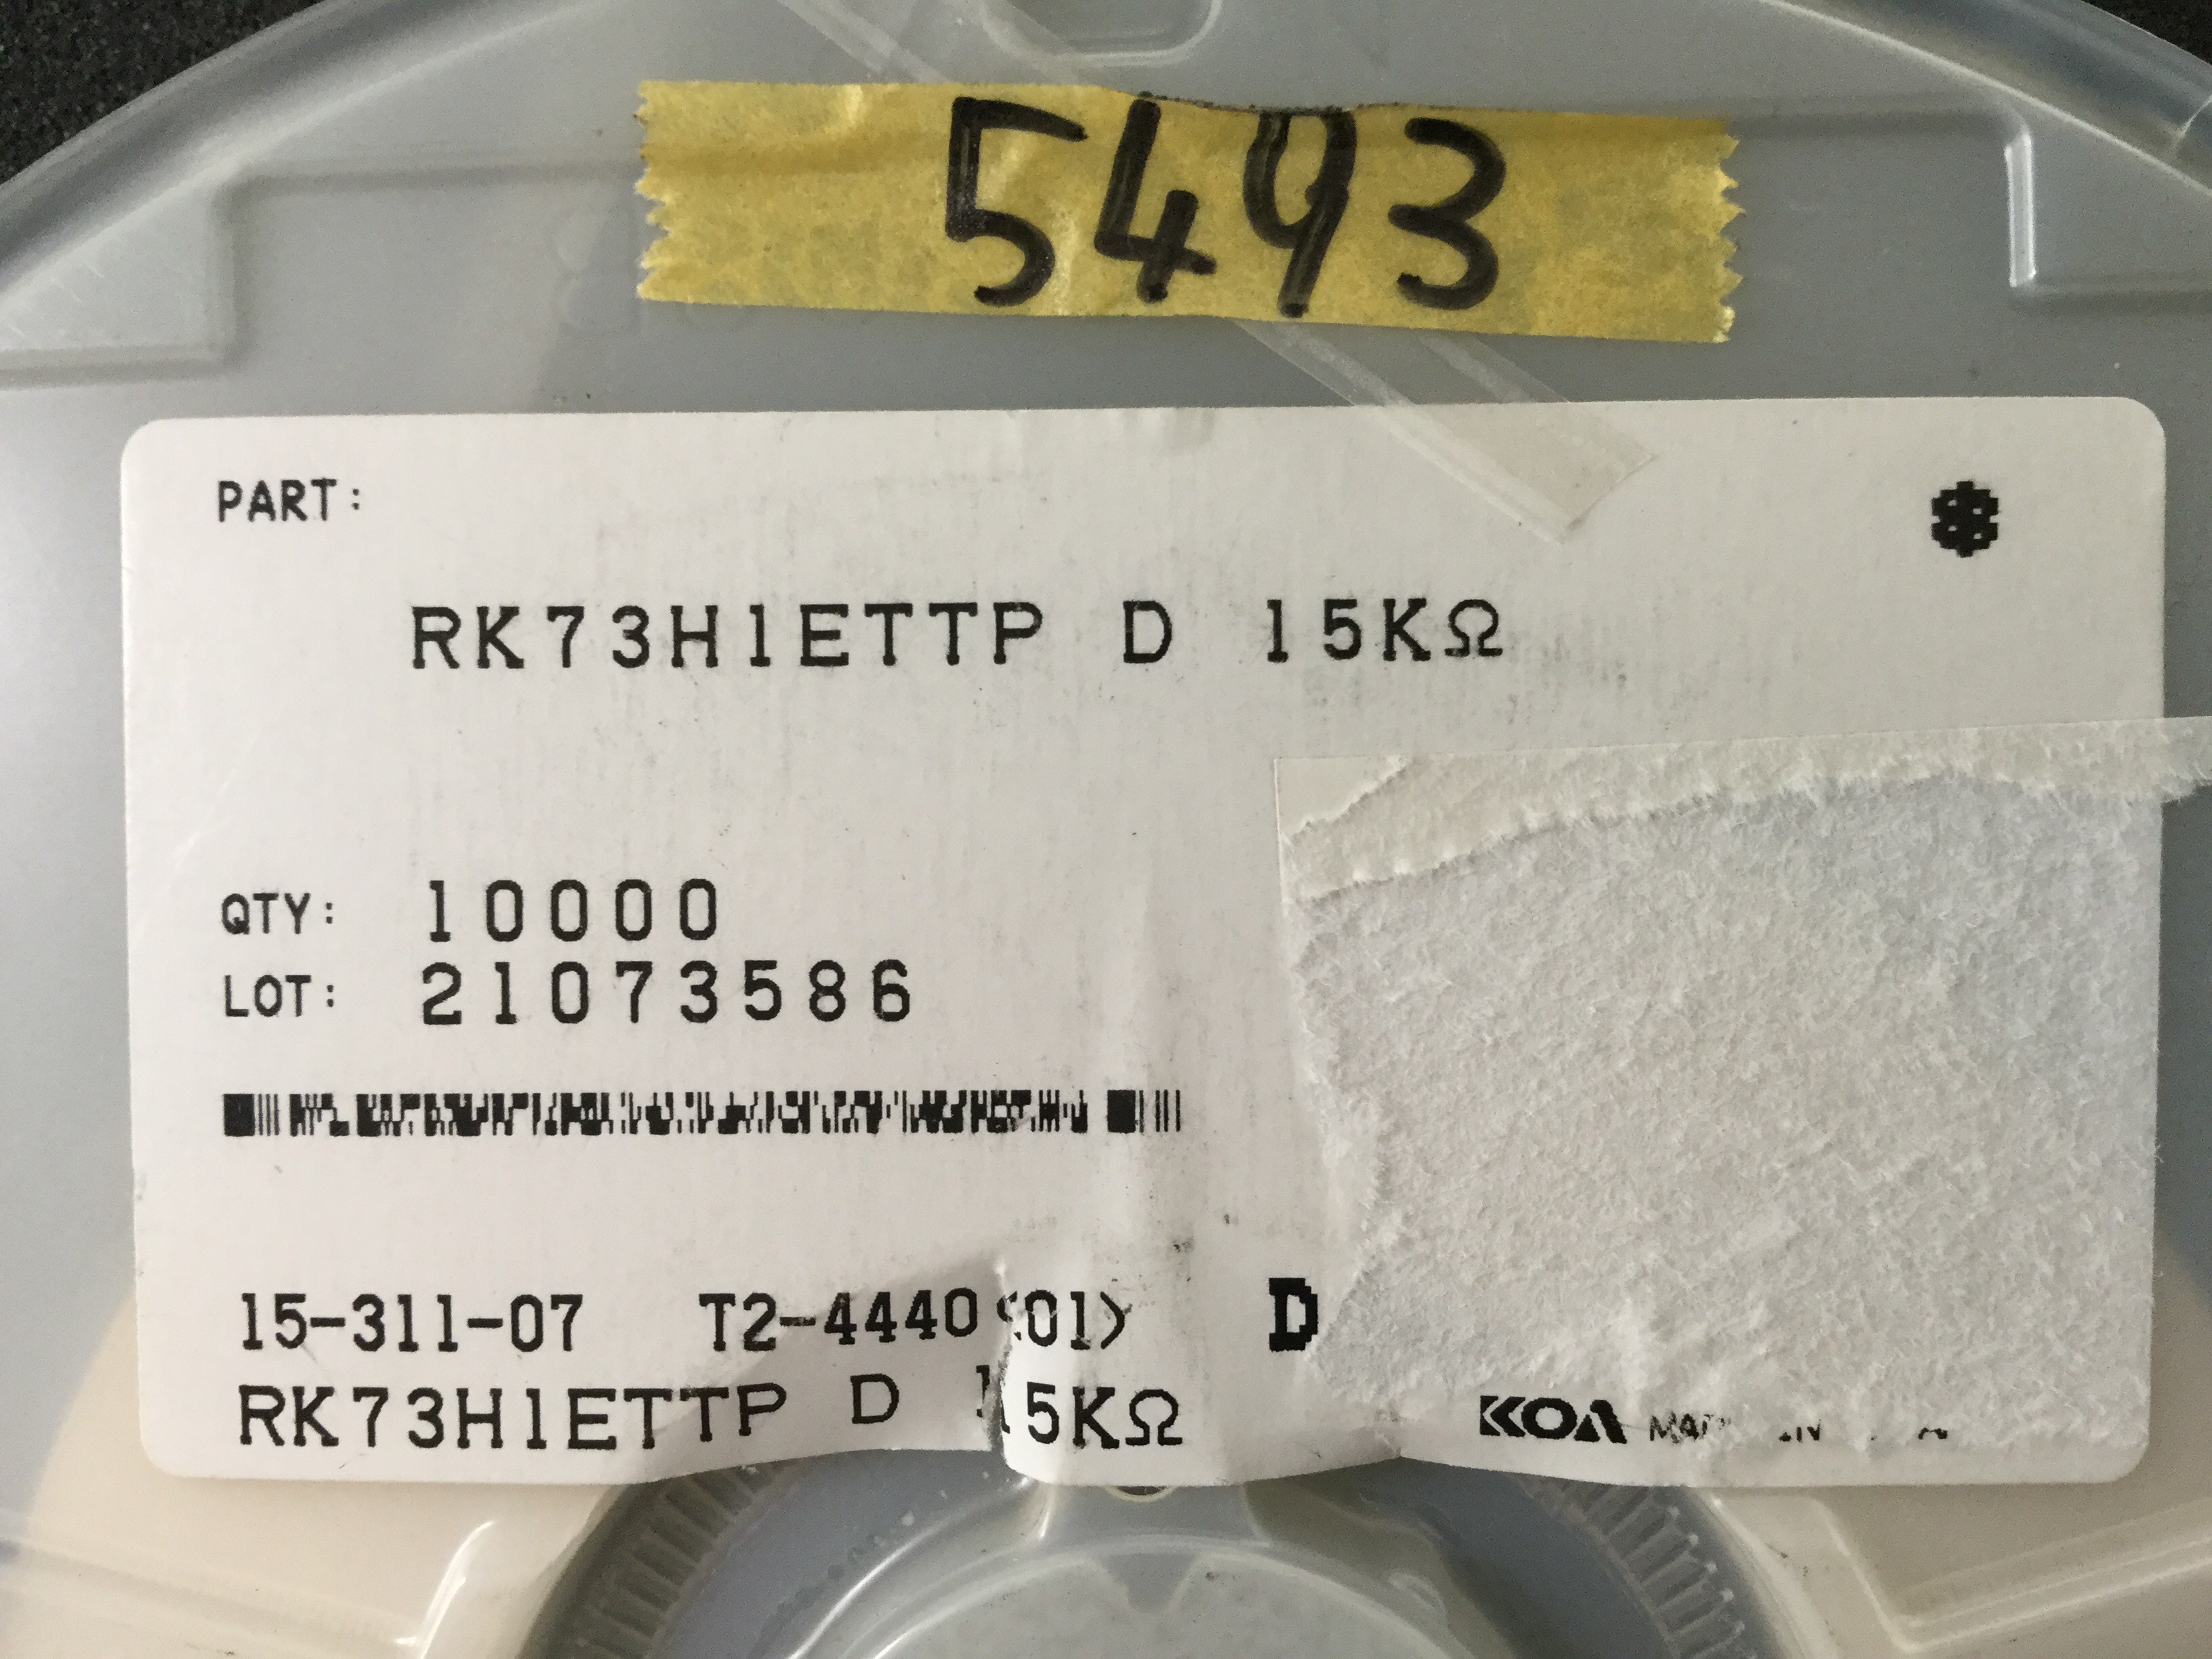 5493
PART:
*
RK73H1ETTP D 15KΩ
QTY: 10000
LOT: 21073586
15-311-07 T2-4440<01> D
RK73H1ETTP D 15KΩ
KOA